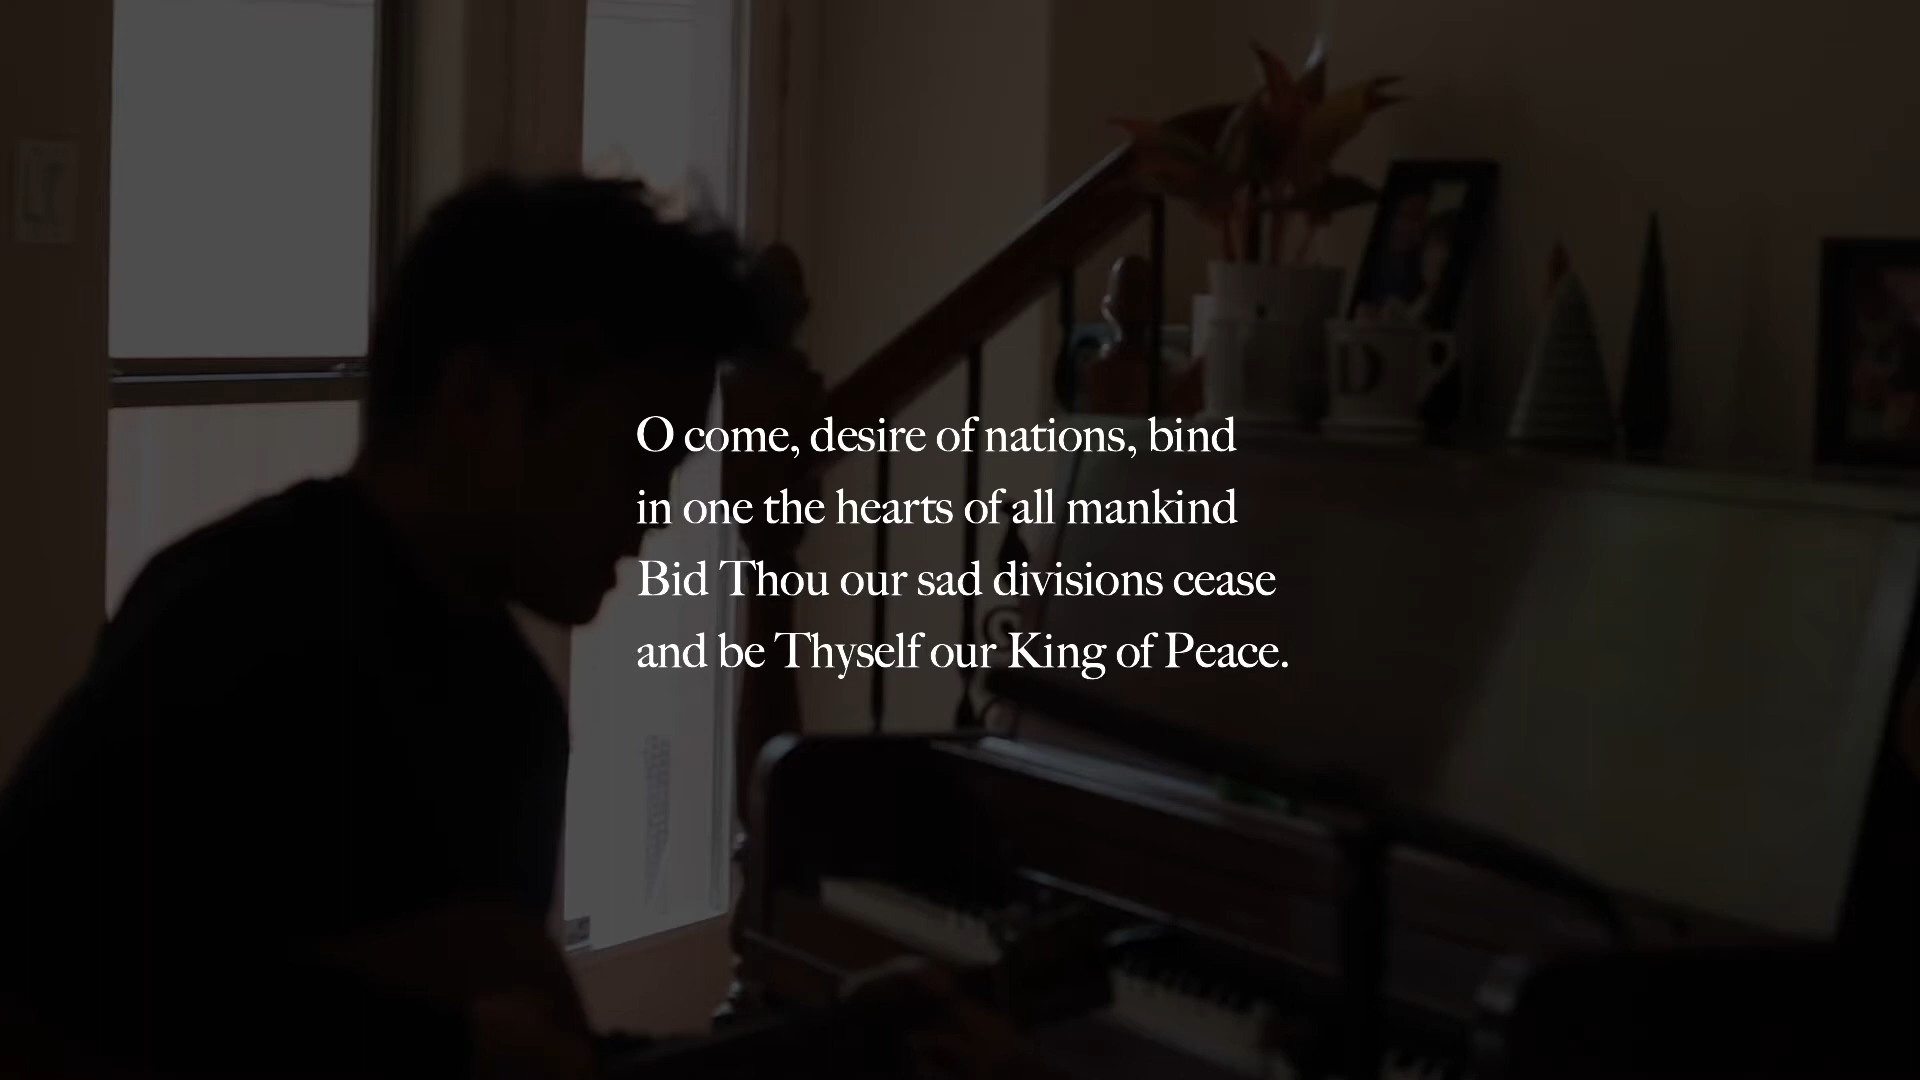 O come, desire of nations, bind
in one the hearts of all mankind
Bid Thou our sad divisions cease
and be Thyself our King of Peace.
D